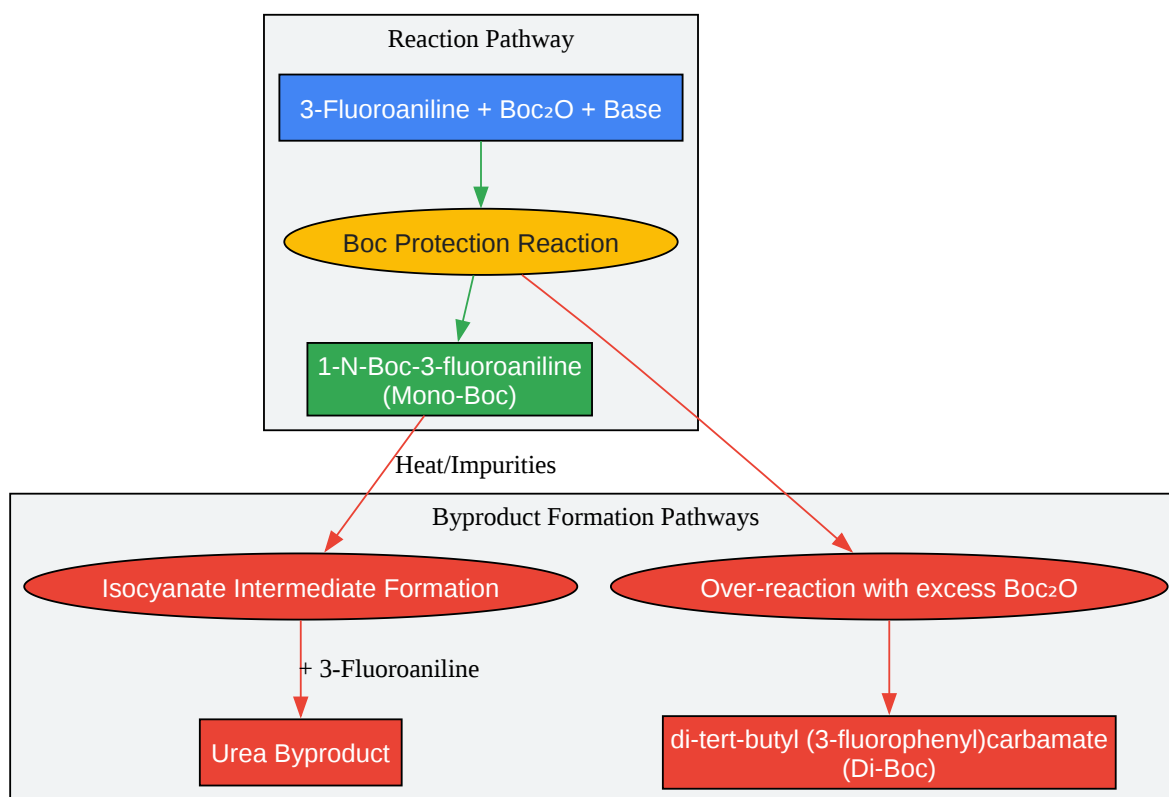 Reaction Pathway
3-Fluoroaniline + Boc₂O + Base
Boc Protection Reaction
1-N-Boc-3-fluoroaniline
(Mono-Boc)
Heat/Impurities
Byproduct Formation Pathways
Isocyanate Intermediate Formation
Over-reaction with excess Boc₂O
+ 3-Fluoroaniline
Urea Byproduct
di-tert-butyl (3-fluorophenyl)carbamate
(Di-Boc)